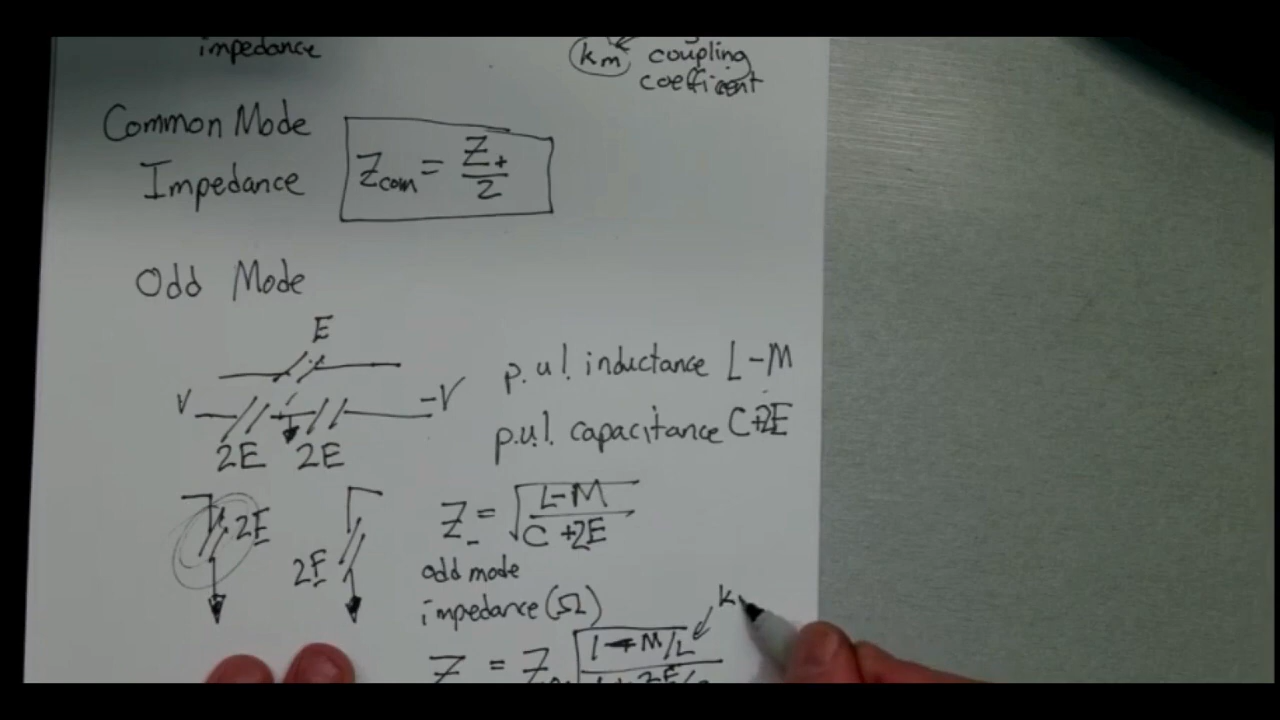 impedance
km coupling
coefficient
Common Mode
Impedance
Zcom = Z+/2
Odd Mode
E
V -V
2E 2E
p.u.l. inductance L-M
p.u.l. capacitance C+2E
2E
2E
Z- = √(L-M / C+2E)
odd mode
impedance (Ω)
k
Z = Z √(1-M/L